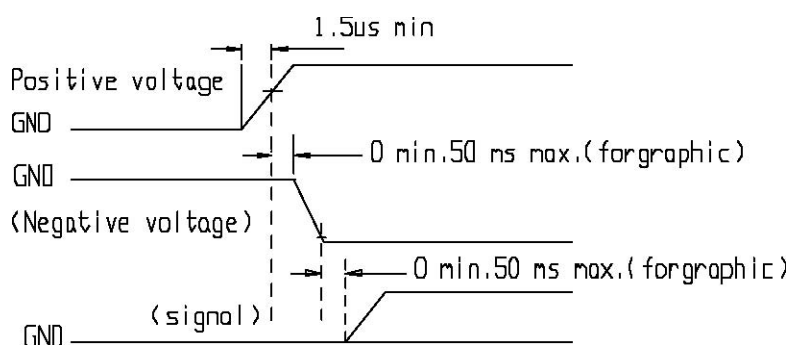 1.5us min
Positive voltage
GND
0 min.50 ms max.(forgraphic)
GND
(Negative voltage)
0 min.50 ms max.(forgraphic)
(signal)
GND